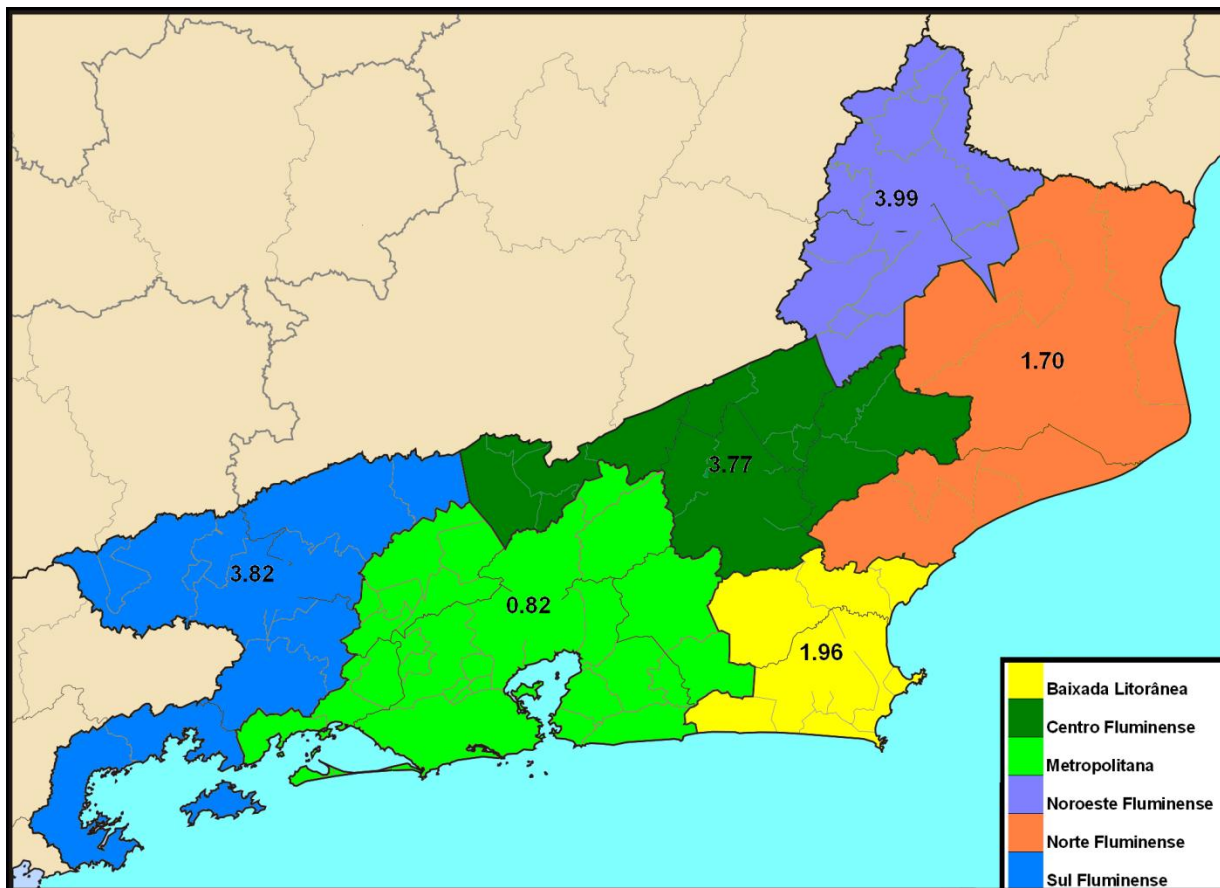 3.99
1.70
3.77
3.82
0.82
1.96
Baixada Litorânea
Centro Fluminense
Metropolitana
Noroeste Fluminense
Norte Fluminense
Sul Fluminense